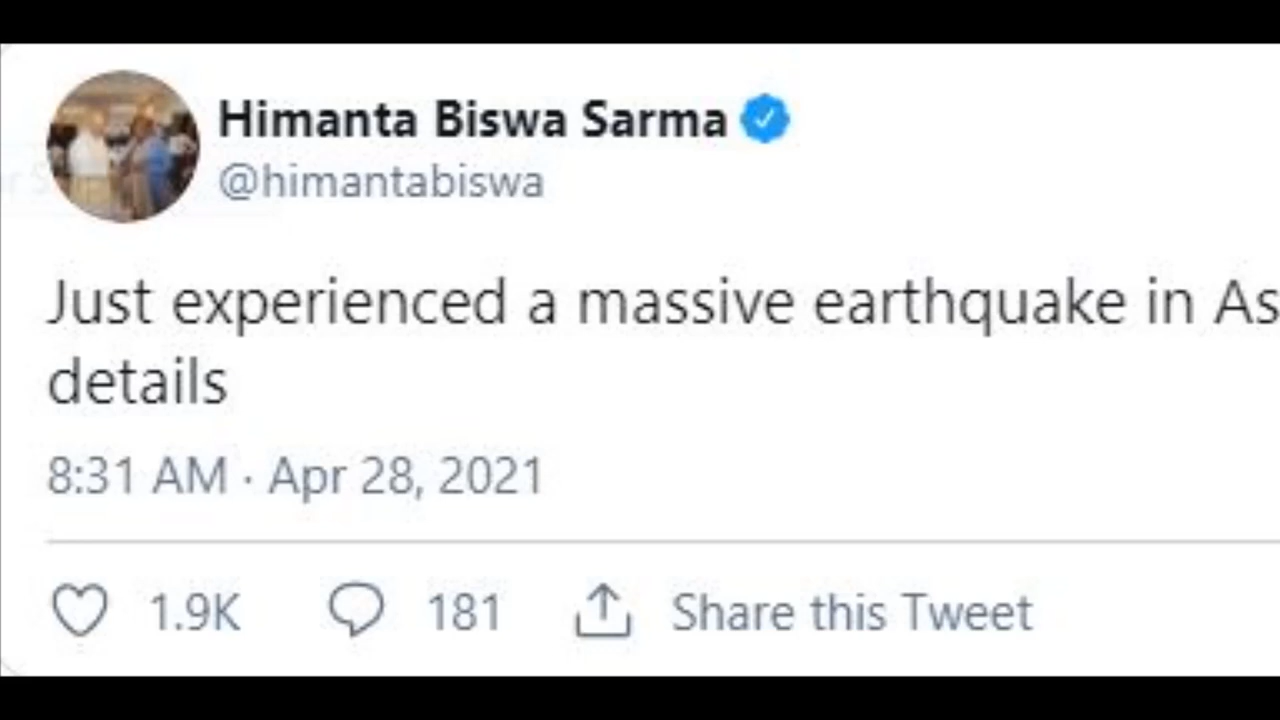 Himanta Biswa Sarma
@himantabiswa
Just experienced a massive earthquake in As
details
8:31 AM · Apr 28, 2021
1.9K 181 Share this Tweet